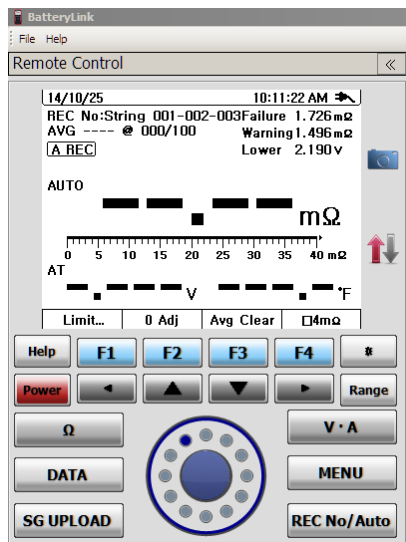 BatteryLink
File Help
Remote Control «
14/10/25 10:11:22 AM
REC No:String 001-002-003 Failure 1.726mΩ
AVG ---- @ 000/100 Warning 1.496mΩ
A REC Lower 2.190V
AUTO
-- -- . -- -- mΩ
0 5 10 15 20 25 30 35 40 mΩ
AT
-.--- V --- -.- °F
Limit... 0 Adj Avg Clear □4mΩ
Help F1 F2 F3 F4 *
Power Range
Ω V·A
DATA MENU
SG UPLOAD REC No/Auto